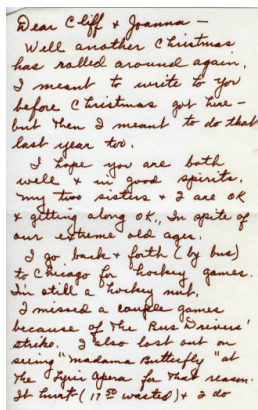 Dear Cliff + Joanna -
Well another Christmas
has rolled around again.
I meant to write to you
before Christmas got here -
but then I meant to do that
last year too.
I hope you are both
well + in good spirits.
my two sisters + I are OK
+ getting along OK., In spite of
our extreme old ages.
I go back + forth (by bus)
to Chicago for hockey games.
I'm still a hockey nut.
I missed a couple games
because of The Bus Drivers'
strike. I also lost out on
seeing "Madama Butterfly" at
The Lyric Opera for That reason.
It hurt (17.50 wasted) + I do